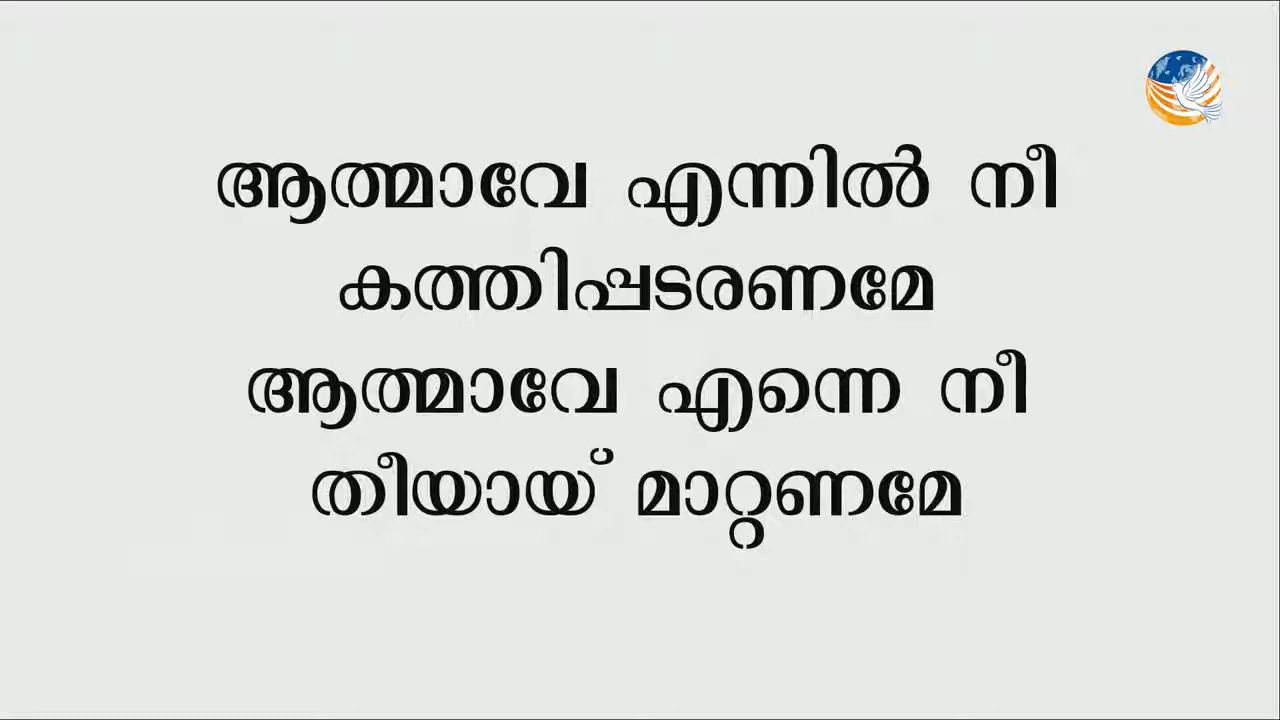 ആത്മാവേ എന്നിൽ നീ
കത്തിപ്പടരണമേ
ആത്മാവേ എന്നെ നീ
തീയായ് മാറ്റണമേ